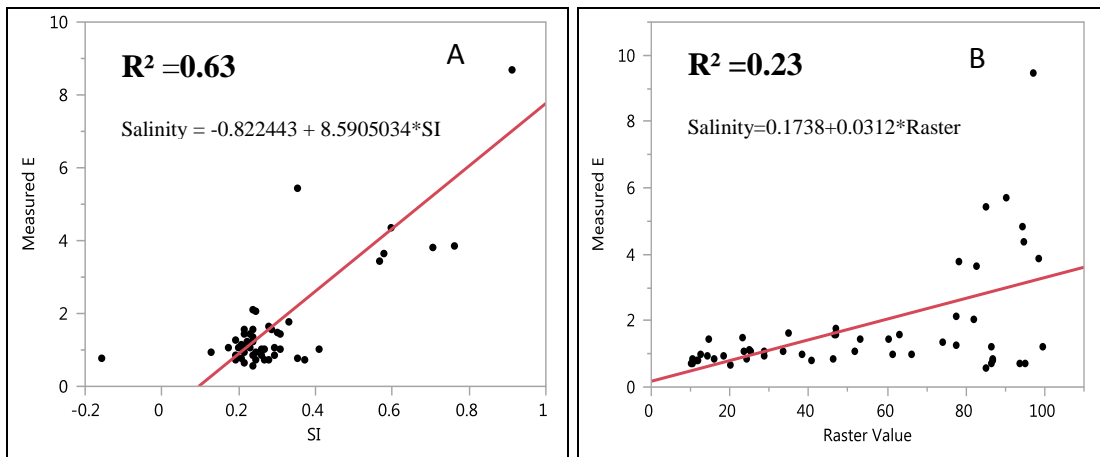 A
R² =0.63
Salinity = -0.822443 + 8.5905034*SI
Measured E
10
8
6
4
2
0
-0.2 0 0.2 0.4 0.6 0.8 1
SI
B
R² =0.23
Salinity=0.1738+0.0312*Raster
Measured E
10
8
6
4
2
0
0 20 40 60 80 100
Raster Value